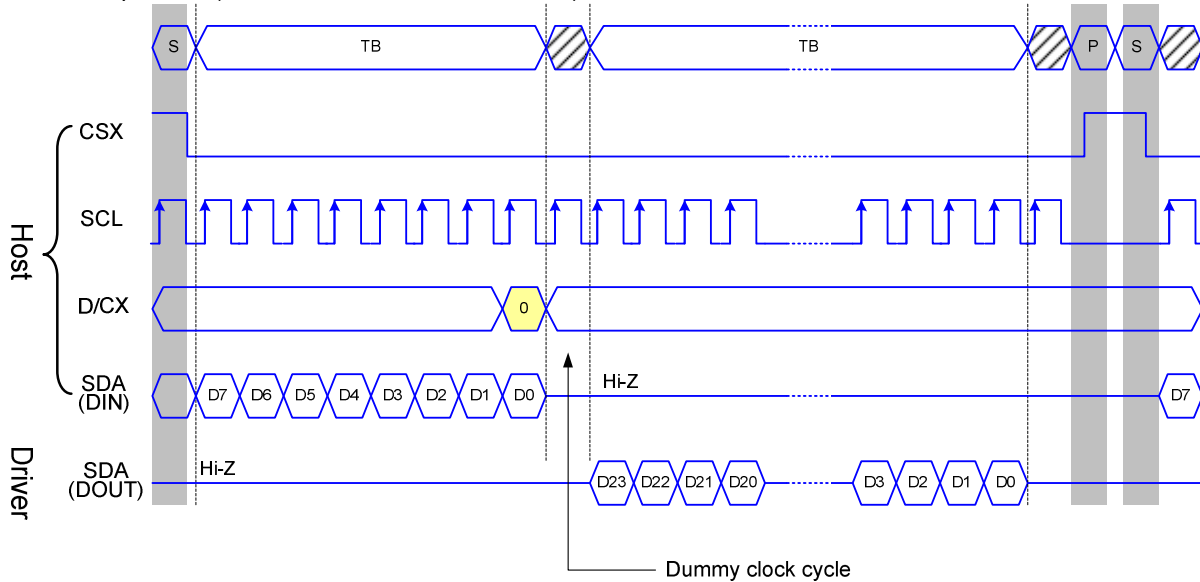 S TB TB P S
CSX
SCL
D/CX 0
SDA (DIN) D7 D6 D5 D4 D3 D2 D1 D0 Hi-Z D7
SDA (DOUT) Hi-Z D23 D22 D21 D20 D3 D2 D1 D0
Host
Driver
Dummy clock cycle